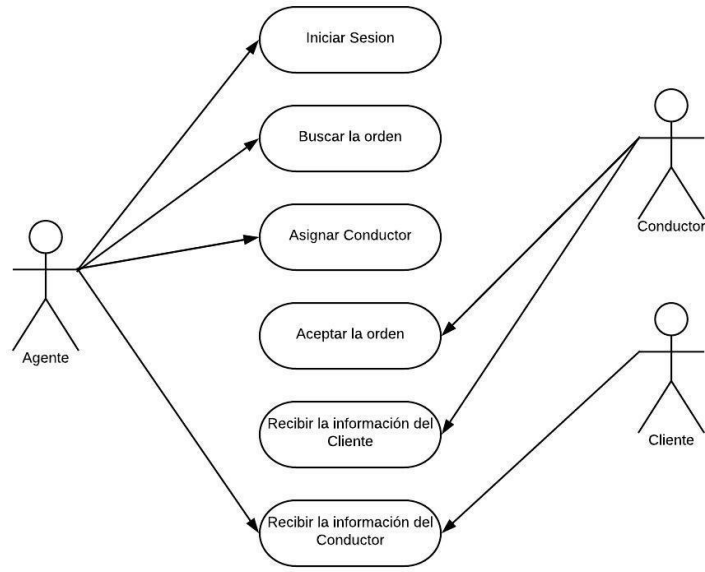 Iniciar Sesion
Buscar la orden
Asignar Conductor
Aceptar la orden
Recibir la información del
Cliente
Recibir la información del
Conductor
Agente
Conductor
Cliente